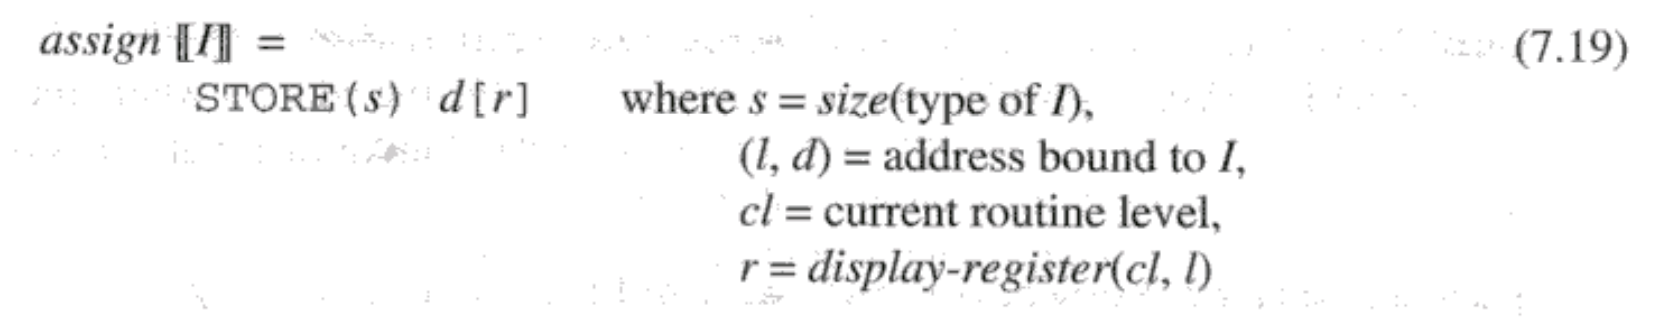 assign ⟦I⟧ = (7.19)
STORE(s) d[r] where s = size(type of I),
(l, d) = address bound to I,
cl = current routine level,
r = display-register(cl, l)